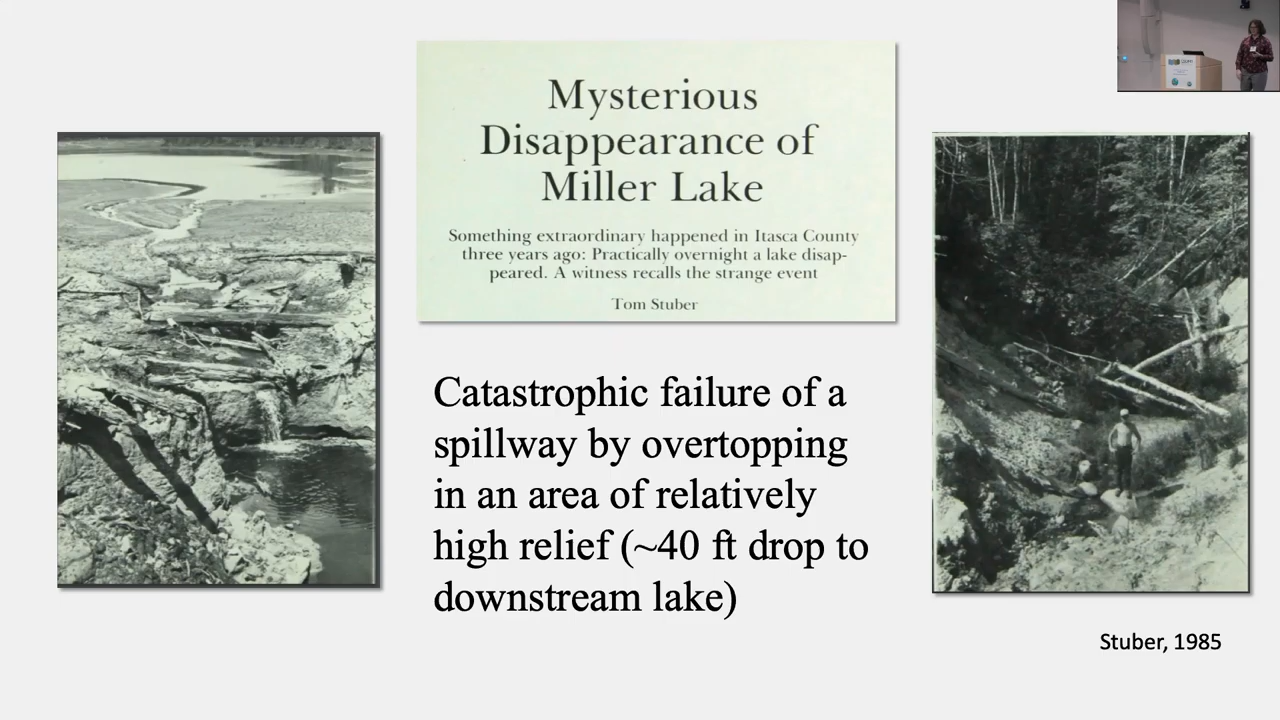 Mysterious
Disappearance of
Miller Lake
Something extraordinary happened in Itasca County
three years ago: Practically overnight a lake disap-
peared. A witness recalls the strange event
Tom Stuber
Catastrophic failure of a
spillway by overtopping
in an area of relatively
high relief (~40 ft drop to
downstream lake)
Stuber, 1985